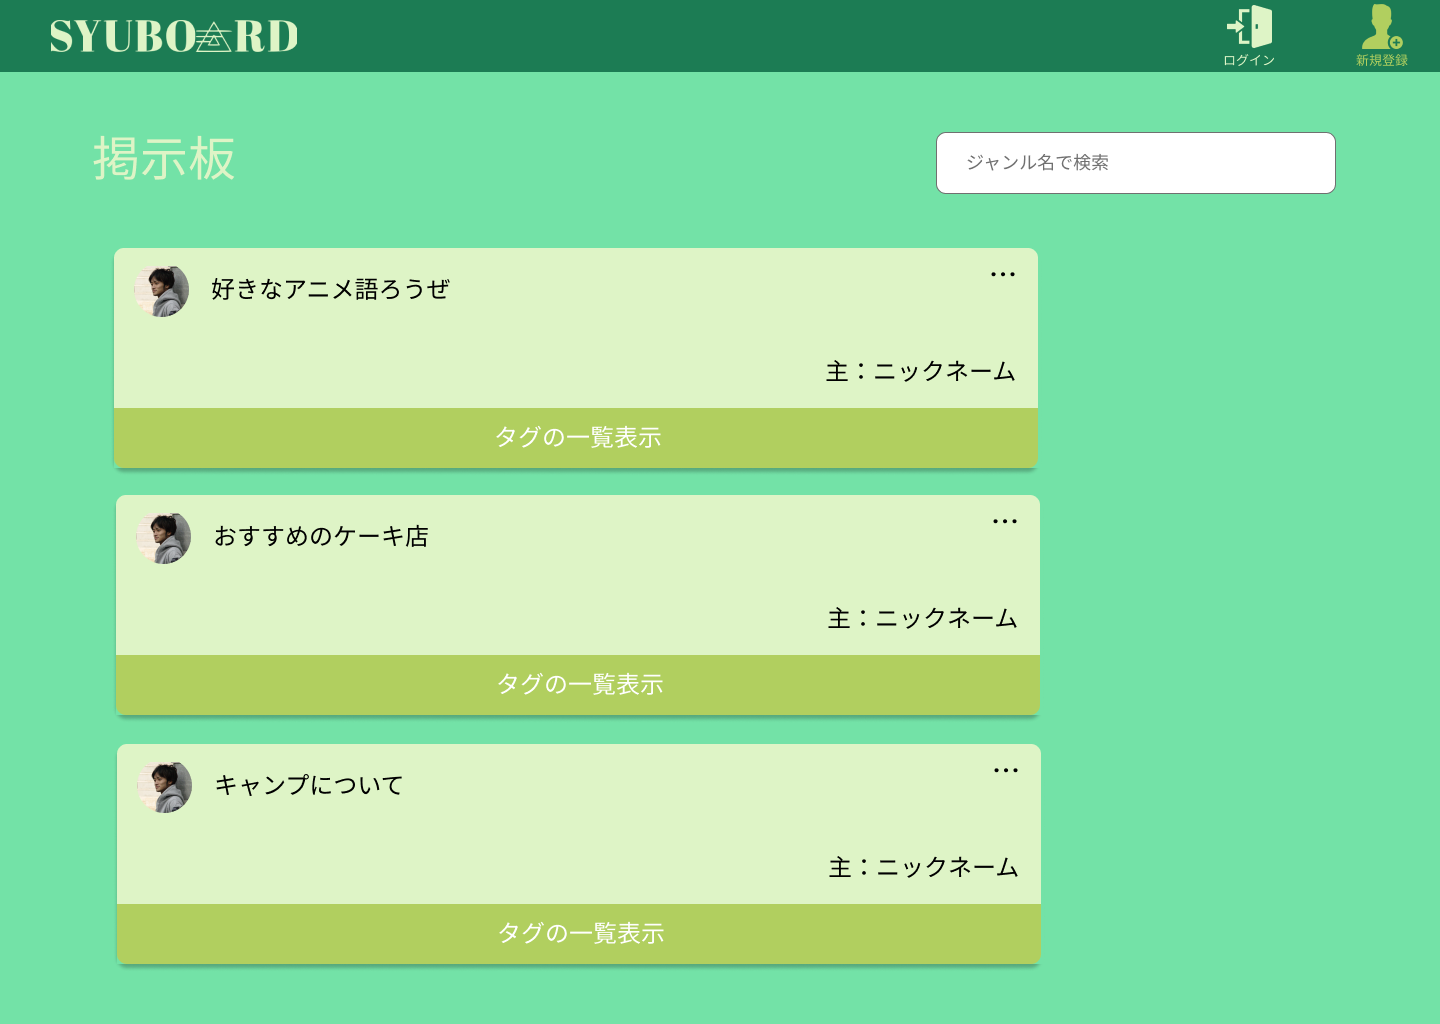 SYUBOARD
ログイン
新規登録
掲示板
ジャンル名で検索
好きなアニメ語ろうぜ
…
主：ニックネーム
タグの一覧表示
おすすめのケーキ店
…
主：ニックネーム
タグの一覧表示
キャンプについて
…
主：ニックネーム
タグの一覧表示